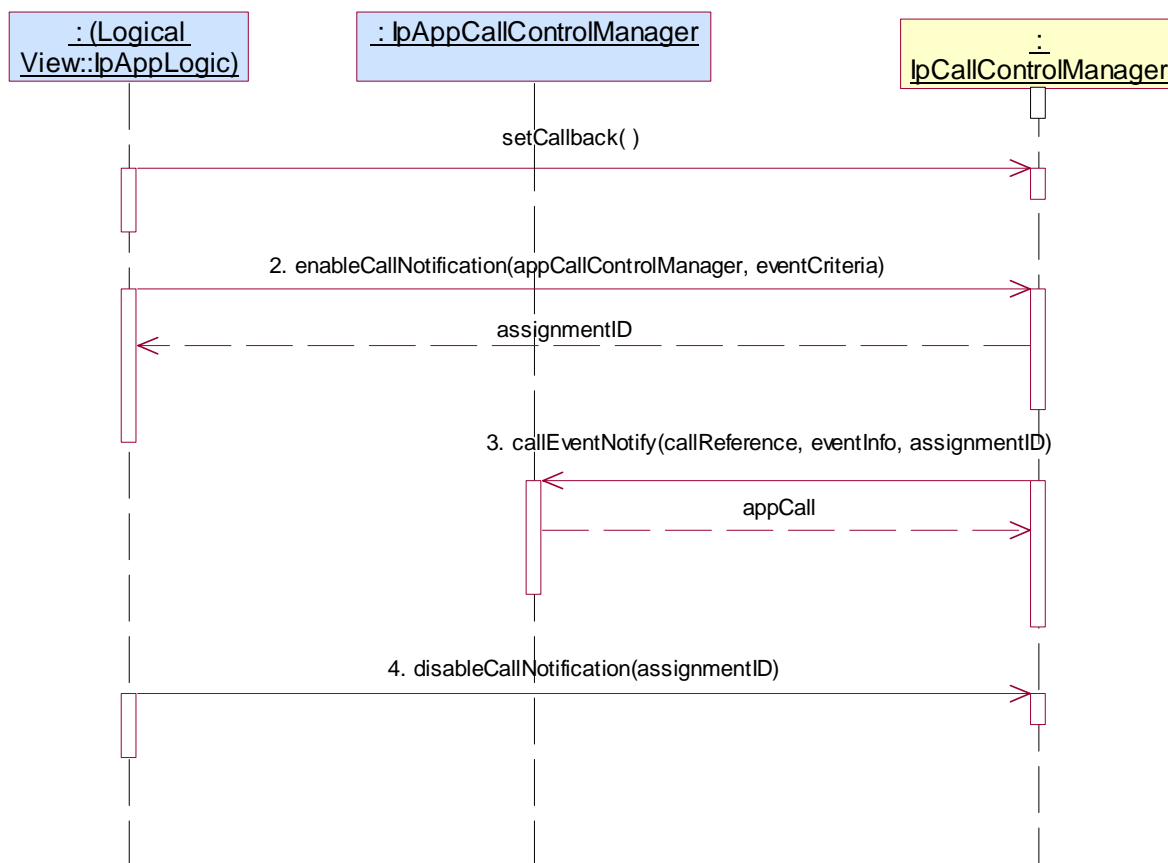 : (Logical
View::IpAppLogic)
: IpAppCallControlManager
:
IpCallControlManager
setCallback( )
2. enableCallNotification(appCallControlManager, eventCriteria)
assignmentID
3. callEventNotify(callReference, eventInfo, assignmentID)
appCall
4. disableCallNotification(assignmentID)